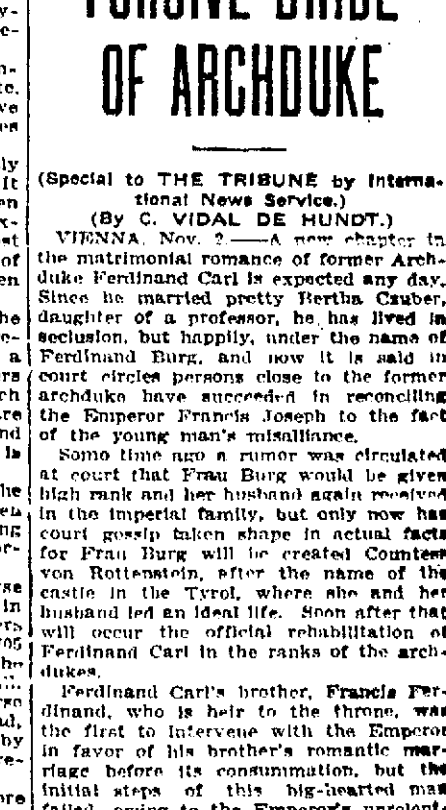 FORGIVE BRIDE
OF ARCHDUKE
(Special to THE TRIBUNE by Interna-
tional News Service.)
(By C. VIDAL DE HUNDT.)
VIENNA, Nov. 2.—A new chapter in
the matrimonial romance of former Arch-
duke Ferdinand Carl is expected any day.
Since he married pretty Bertha Czuber,
daughter of a professor, he has lived in
seclusion, but happily, under the name of
Ferdinand Burg, and now it is said in
court circles persons close to the former
archduke have succeeded in reconciling
the Emperor Francis Joseph to the fact
of the young man's misalliance.
Some time ago a rumor was circulated
at court that Frau Burg would be given
high rank and her husband again received
in the imperial family, but only now has
court gossip taken shape in actual facts
for Frau Burg will be created Countess
von Rottenstein, after the name of the
castle in the Tyrol, where she and her
husband led an ideal life. Soon after that
will occur the official rehabilitation of
Ferdinand Carl in the ranks of the arch-
dukes.
Ferdinand Carl's brother, Francis Fer-
dinand, who is heir to the throne, was
the first to intervene with the Emperor
in favor of his brother's romantic mar-
riage before its consummation, but the
initial steps of this big-hearted man
failed, owing to the Emperor's